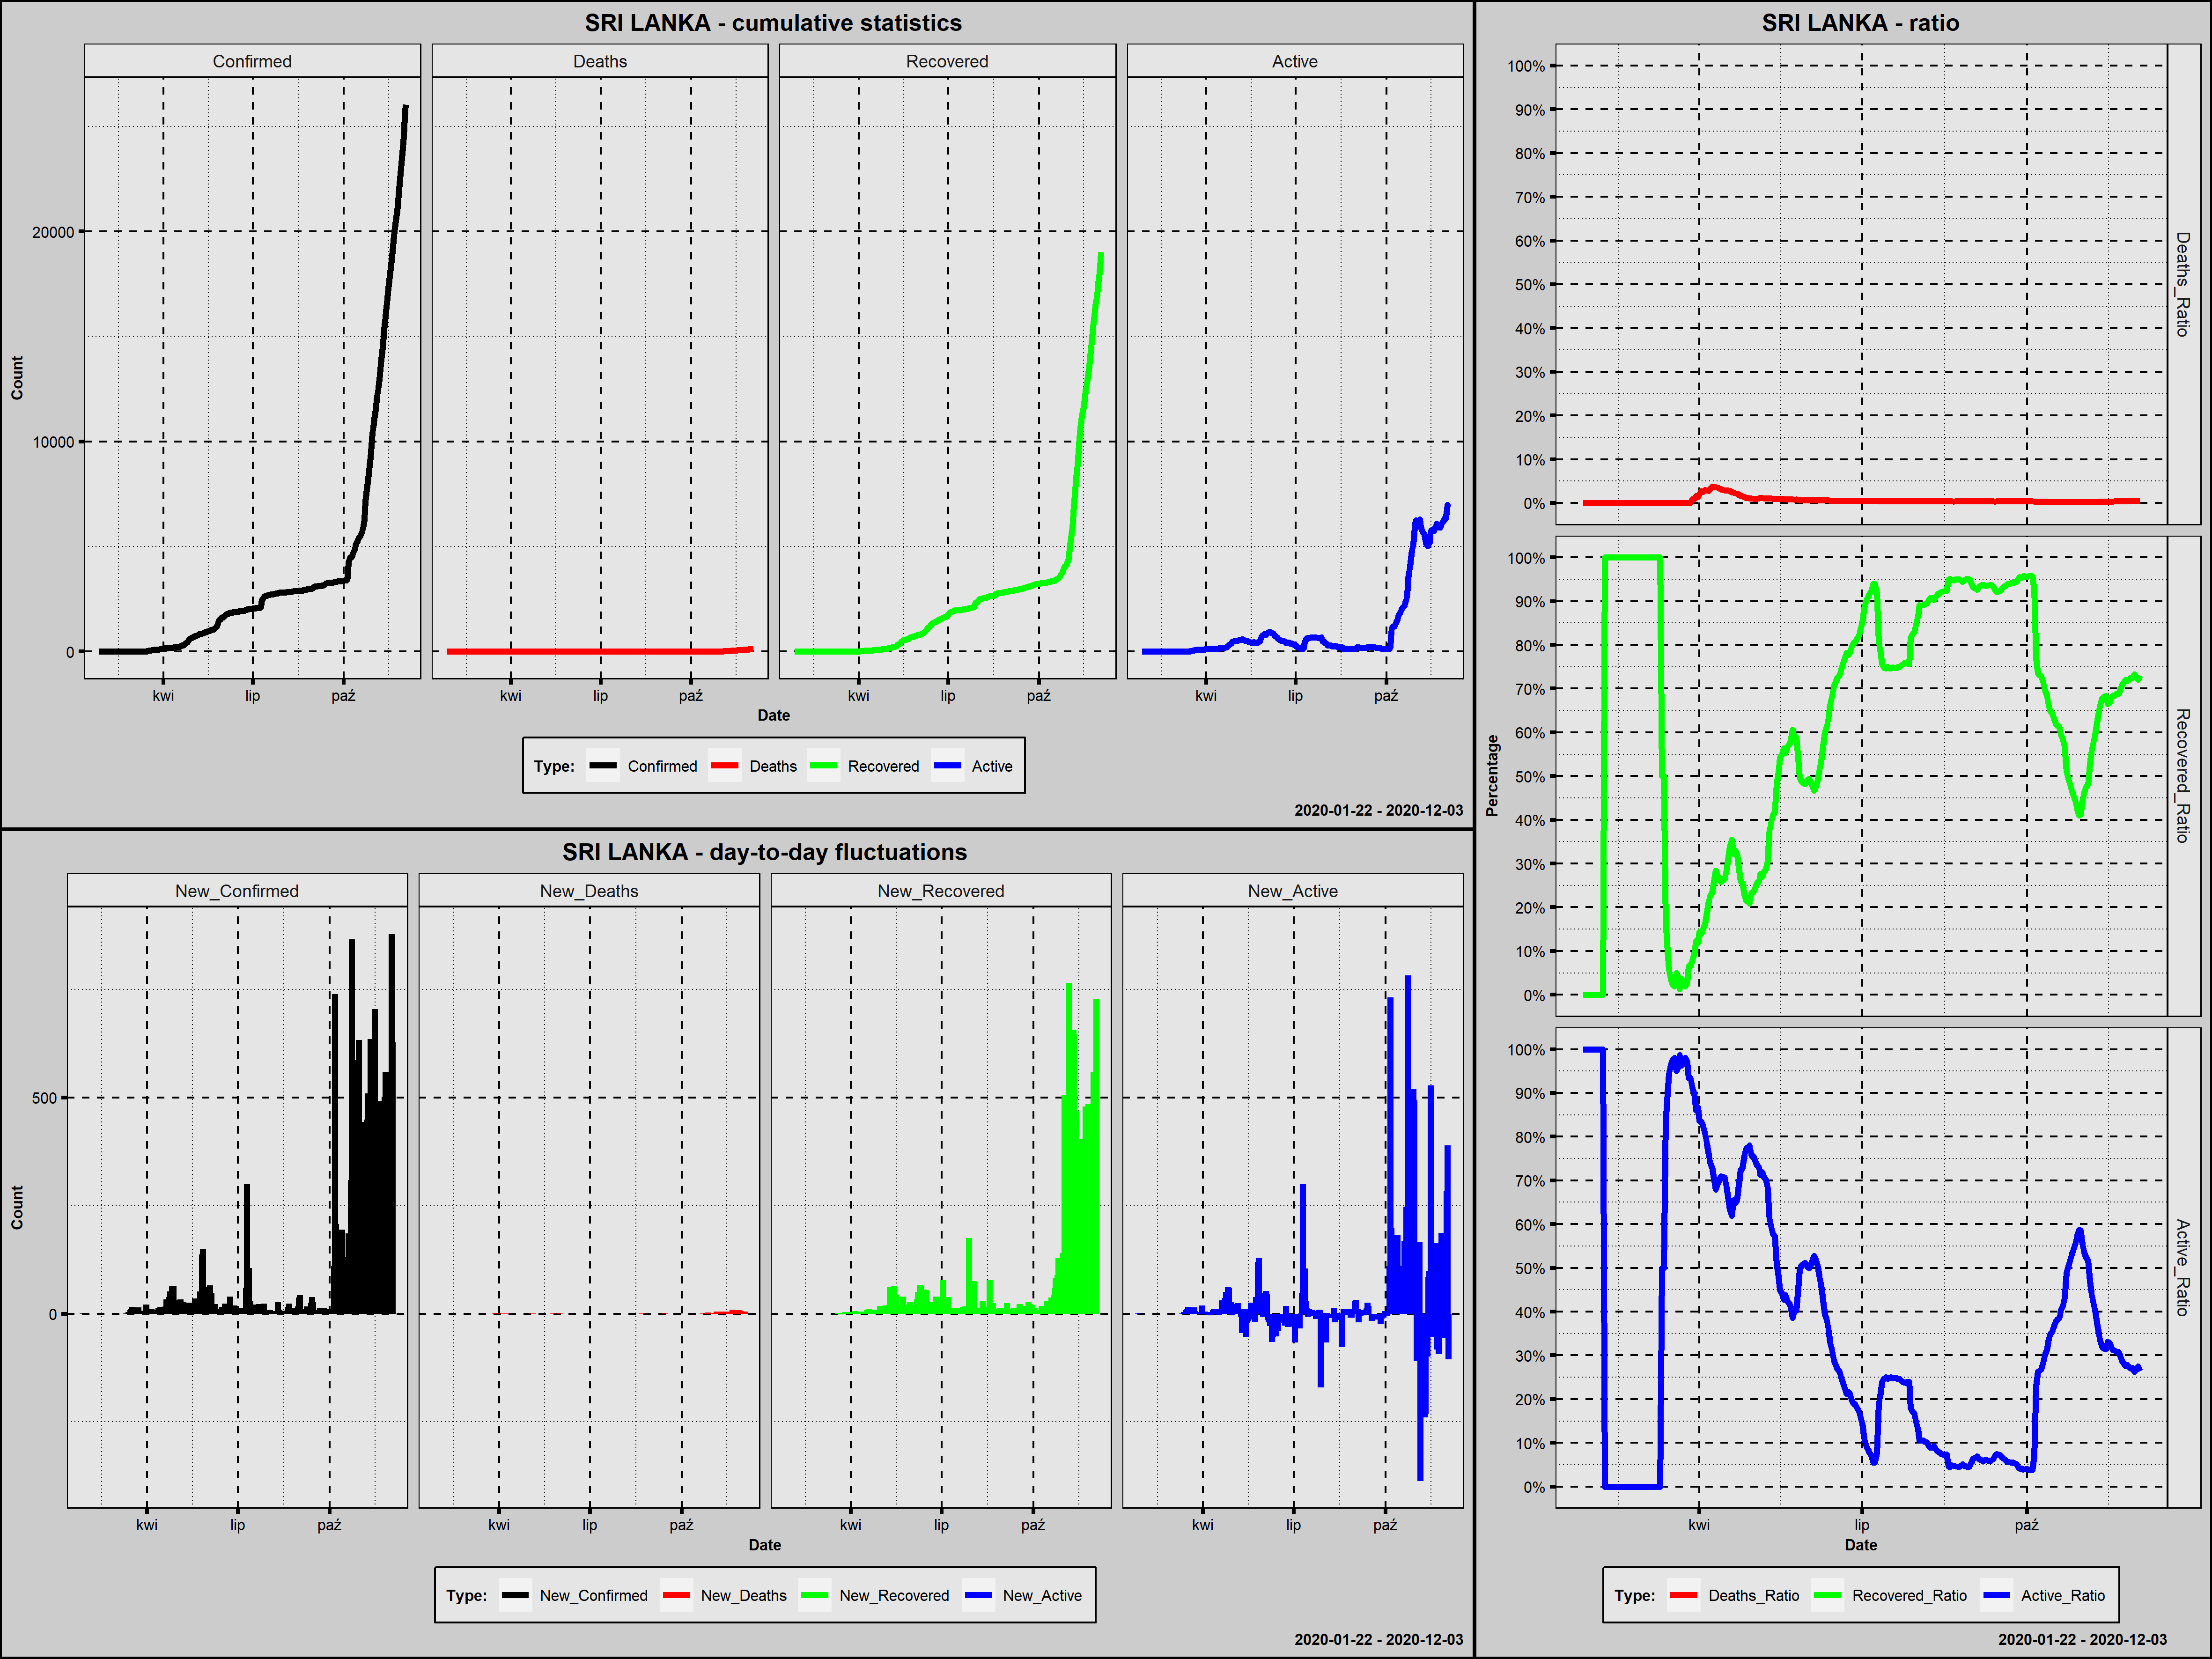 SRI LANKA - cumulative statistics
Confirmed Deaths Recovered Active
Count
20000
10000
0
kwi lip paź kwi lip paź kwi lip paź kwi lip paź
Date
Type: Confirmed Deaths Recovered Active
2020-01-22 - 2020-12-03
SRI LANKA - day-to-day fluctuations
New_Confirmed New_Deaths New_Recovered New_Active
Count
500
0
kwi lip paź kwi lip paź kwi lip paź kwi lip paź
Date
Type: New_Confirmed New_Deaths New_Recovered New_Active
2020-01-22 - 2020-12-03
SRI LANKA - ratio
Percentage
100%
90%
80%
70%
60%
50%
40%
30%
20%
10%
0%
Deaths_Ratio
100%
90%
80%
70%
60%
50%
40%
30%
20%
10%
0%
Recovered_Ratio
100%
90%
80%
70%
60%
50%
40%
30%
20%
10%
0%
Active_Ratio
kwi lip paź
Date
Type: Deaths_Ratio Recovered_Ratio Active_Ratio
2020-01-22 - 2020-12-03